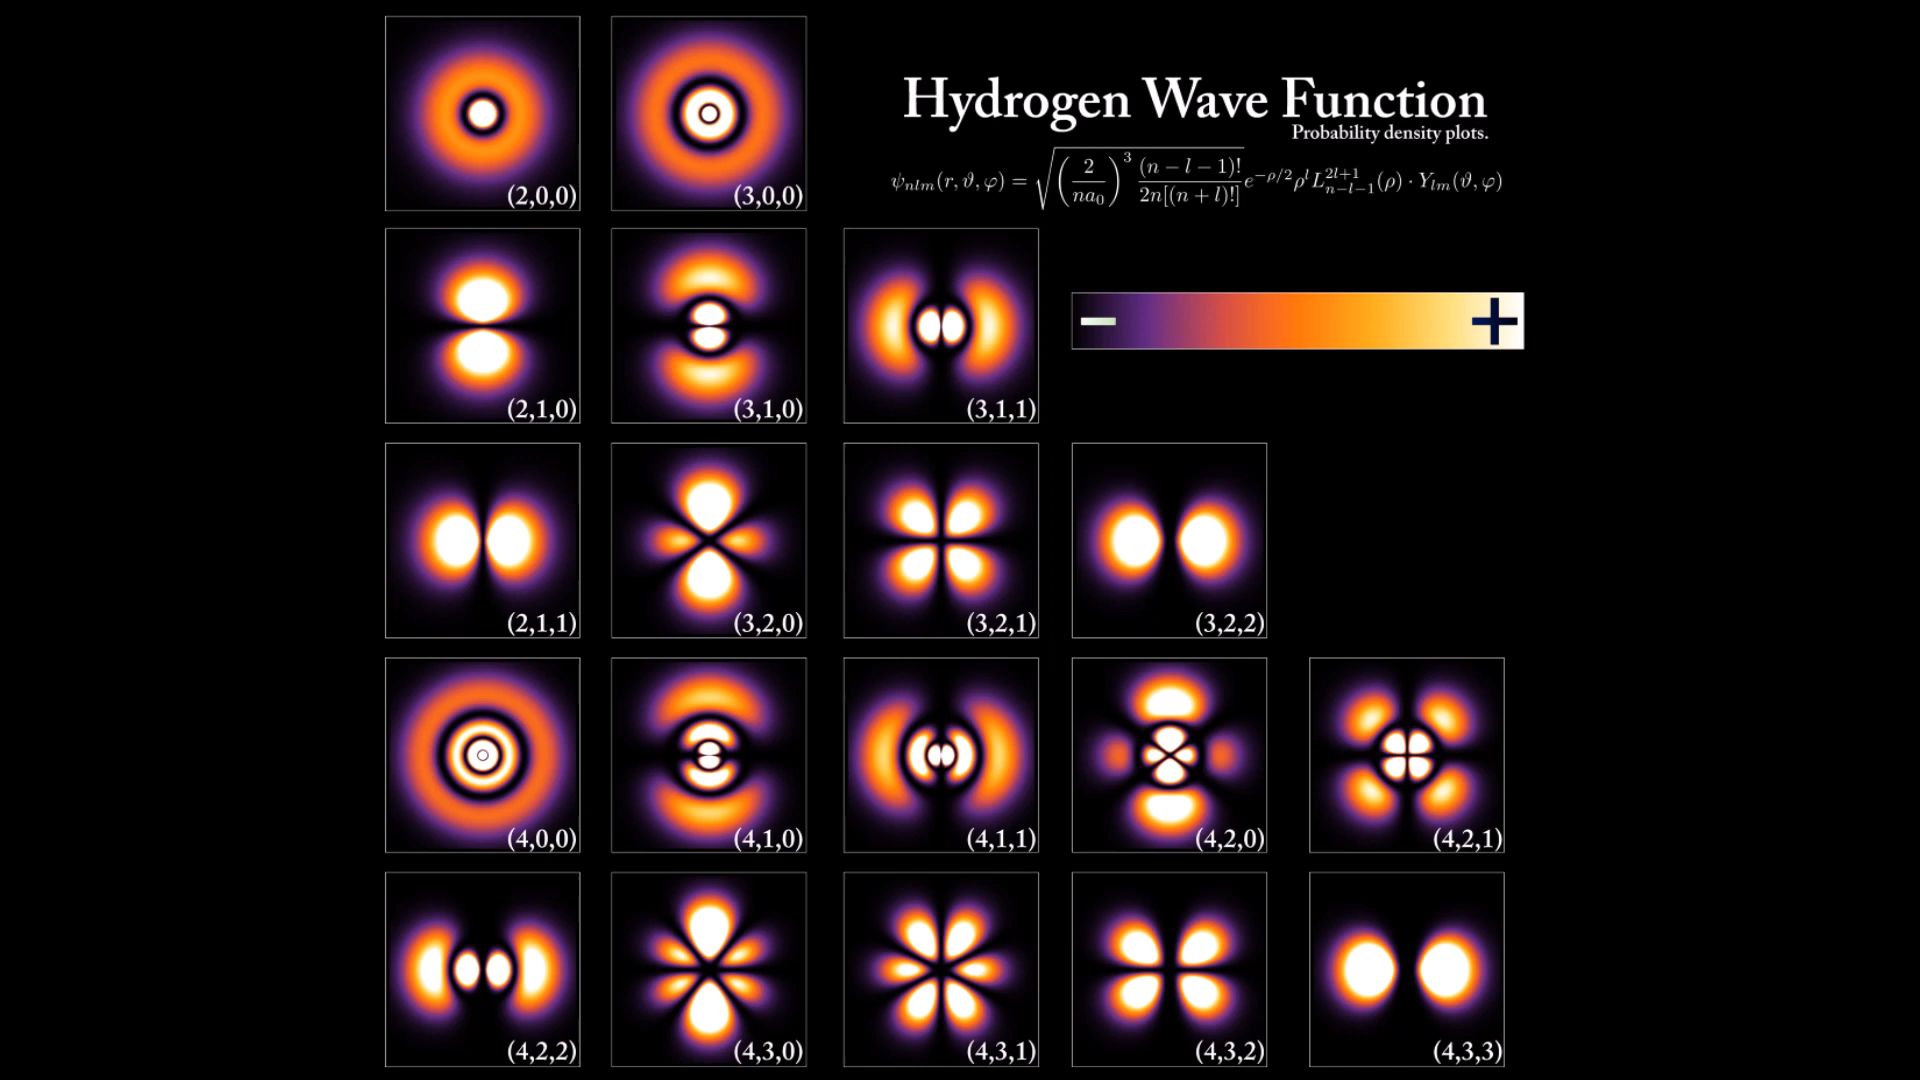 Hydrogen Wave Function
Probability density plots.
ψnlm(r, ϑ, φ) = √((2/na₀)³ (n − l − 1)!/2n[(n + l)!]) e^−ρ/2 ρ^l L^2l+1_n−l−1(ρ) · Ylm(ϑ, φ)
(2,0,0) (3,0,0)
− +
(2,1,0) (3,1,0) (3,1,1)
(2,1,1) (3,2,0) (3,2,1) (3,2,2)
(4,0,0) (4,1,0) (4,1,1) (4,2,0) (4,2,1)
(4,2,2) (4,3,0) (4,3,1) (4,3,2) (4,3,3)